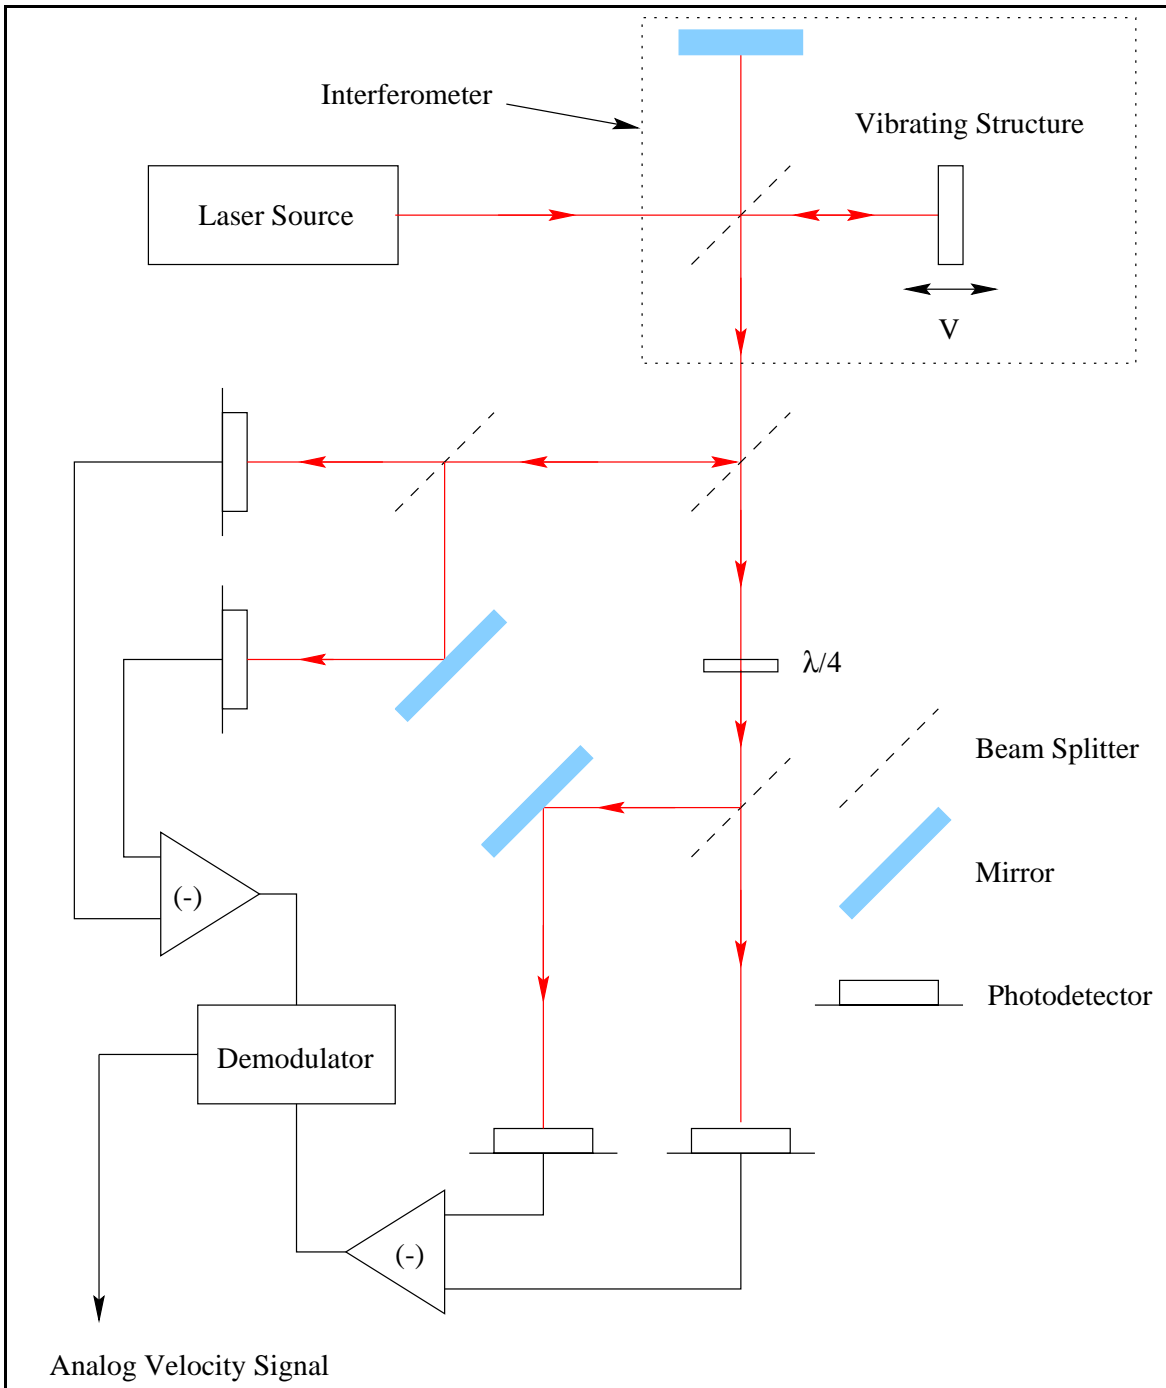 Interferometer
Vibrating Structure
Laser Source
V
λ/4
Beam Splitter
(-)
Mirror
Photodetector
Demodulator
(-)
Analog Velocity Signal